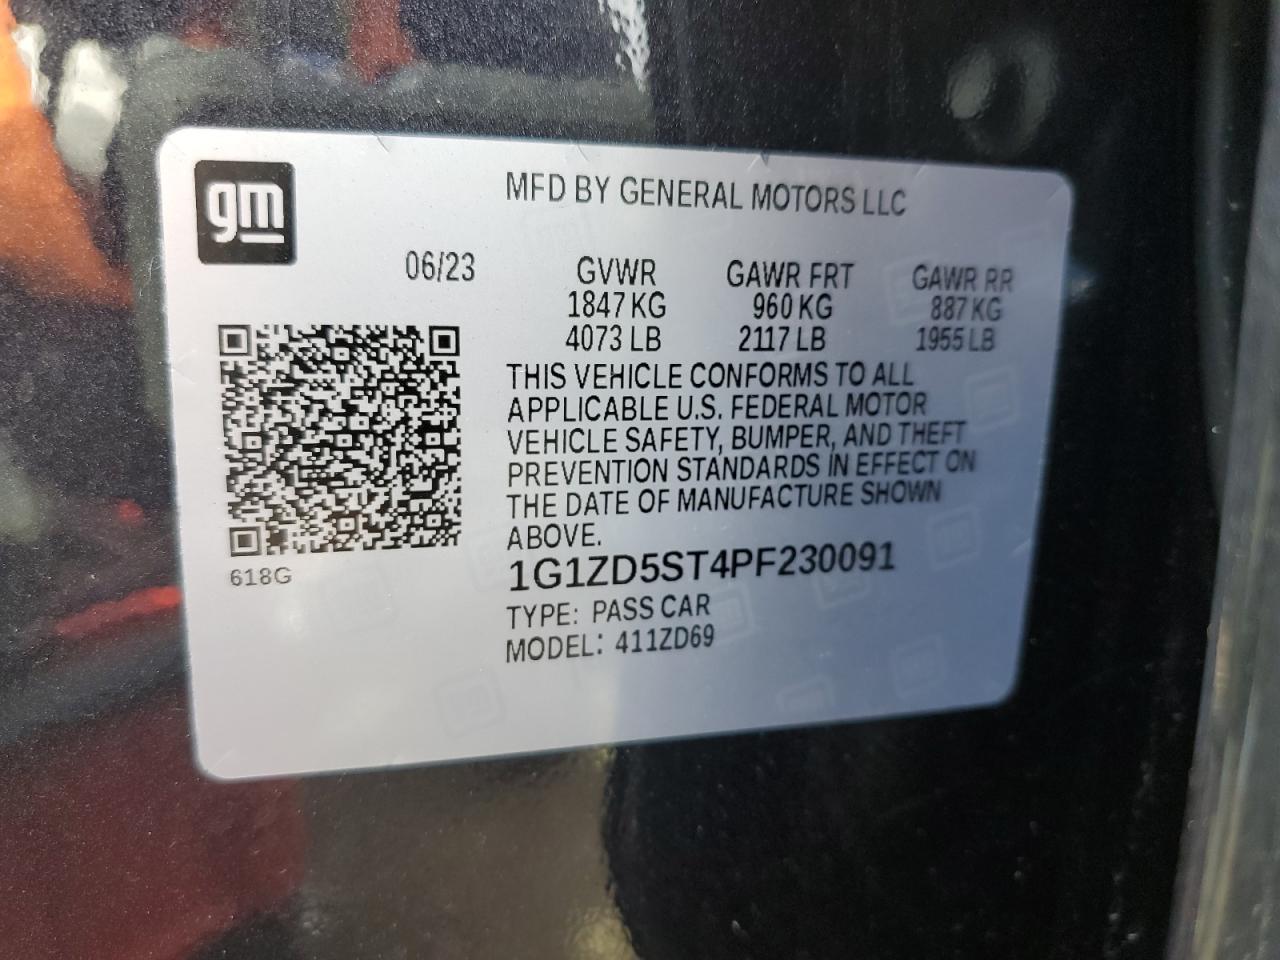 gm
MFD BY GENERAL MOTORS LLC
06/23 GVWR GAWR FRT GAWR RR
1847 KG 960 KG 887 KG
4073 LB 2117 LB 1955 LB
THIS VEHICLE CONFORMS TO ALL
APPLICABLE U.S. FEDERAL MOTOR
VEHICLE SAFETY, BUMPER, AND THEFT
PREVENTION STANDARDS IN EFFECT ON
THE DATE OF MANUFACTURE SHOWN
ABOVE.
1G1ZD5ST4PF230091
618G
TYPE: PASS CAR
MODEL: 411ZD69